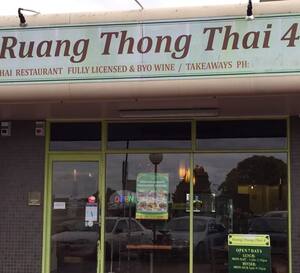 Ruang Thong Thai 4
HAI RESTAURANT FULLY LICENSED & BYO WINE / TAKEAWAYS PH:
OPEN
OPEN 7 DAYS
LUNCH
DINNER